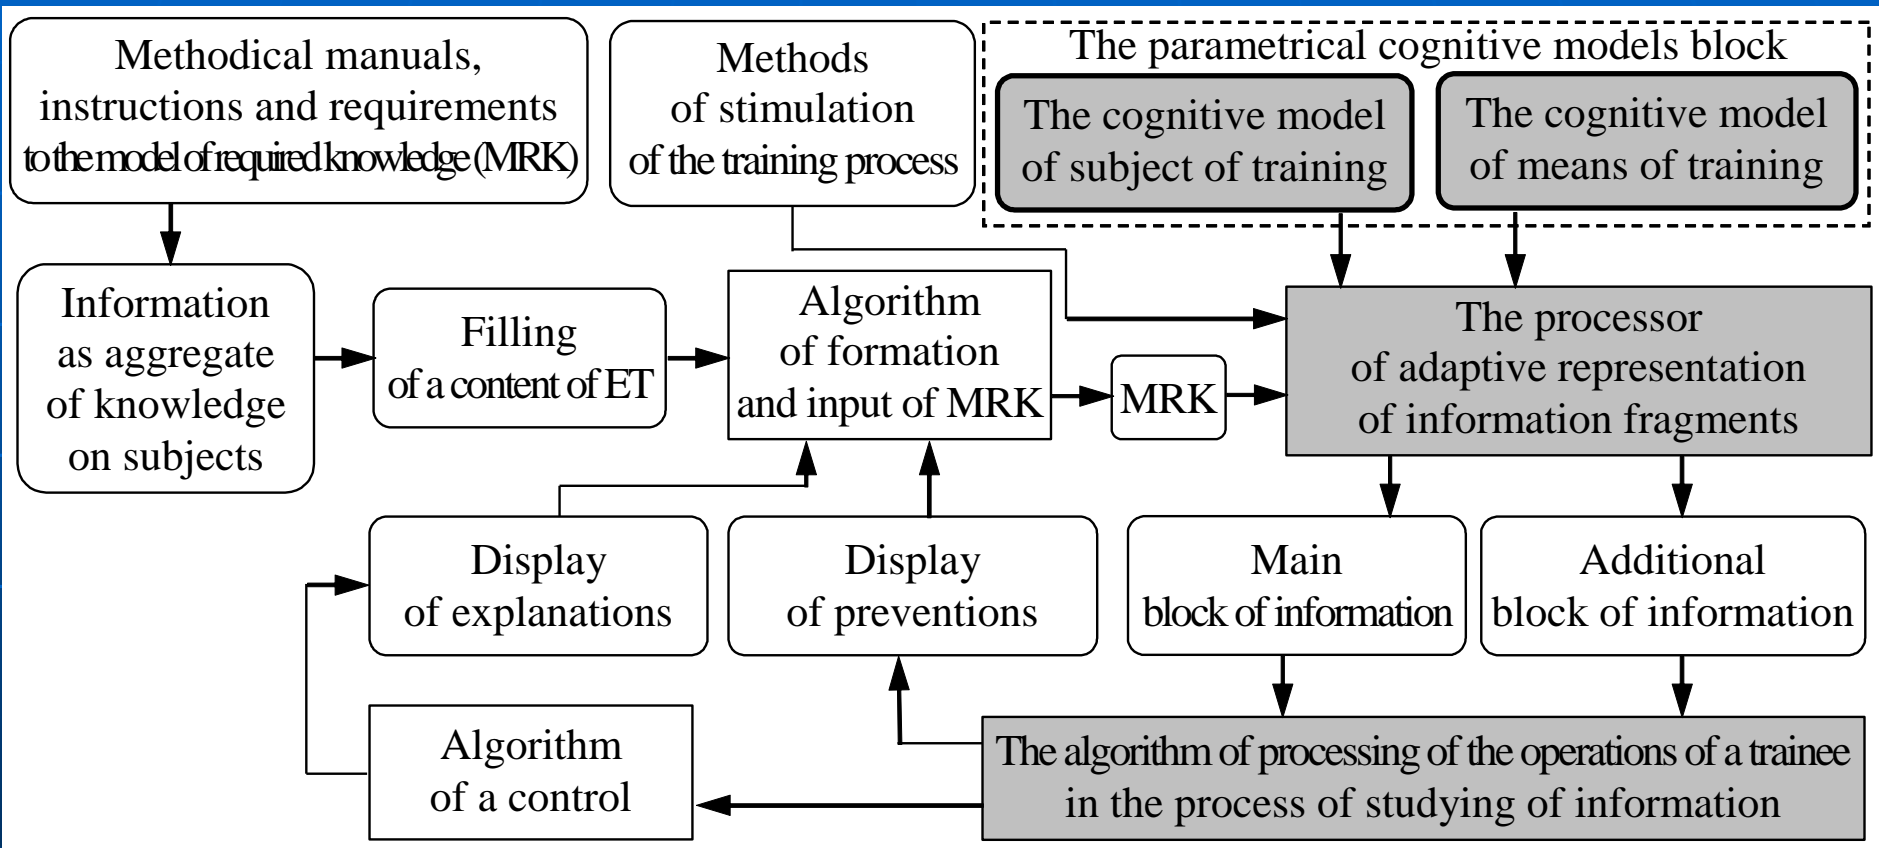 Methodical manuals,
instructions and requirements
to the model of required knowledge (MRK)
Methods
of stimulation
of the training process
The parametrical cognitive models block
The cognitive model
of subject of training
The cognitive model
of means of training
Information
as aggregate
of knowledge
on subjects
Filling
of a content of ET
Algorithm
of formation
and input of MRK
MRK
The processor
of adaptive representation
of information fragments
Display
of explanations
Display
of preventions
Main
block of information
Additional
block of information
Algorithm
of a control
The algorithm of processing of the operations of a trainee
in the process of studying of information